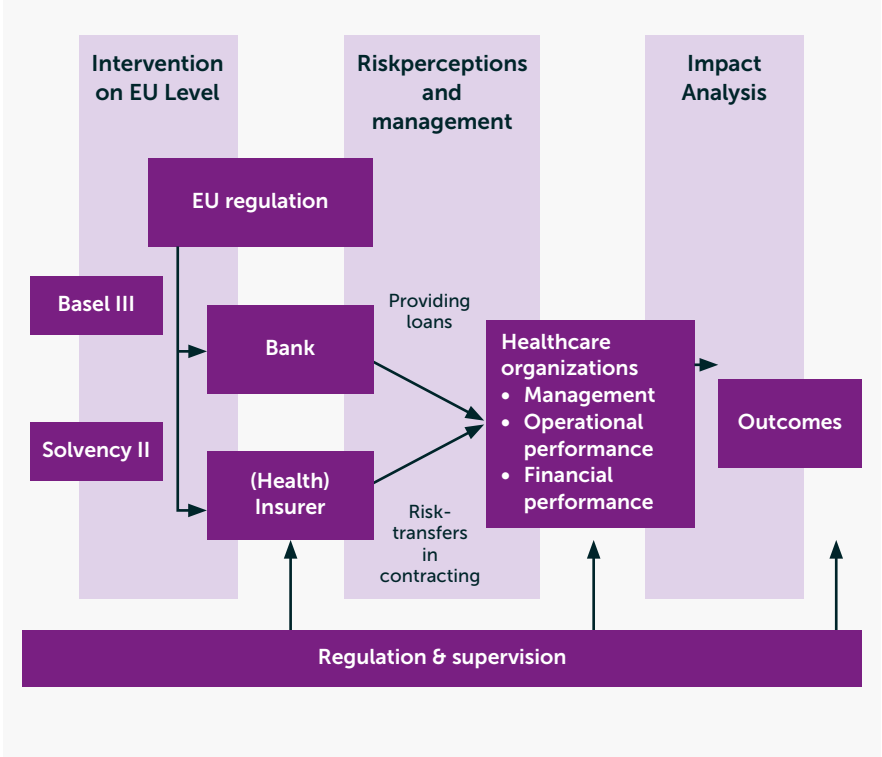 Intervention
on EU Level
Riskperceptions
and
management
Impact
Analysis
EU regulation
Basel III
Providing
loans
Bank
Healthcare
organizations
• Management
• Operational
performance
• Financial
performance
Outcomes
Solvency II
(Health)
Insurer
Risk-
transfers
in
contracting
Regulation & supervision